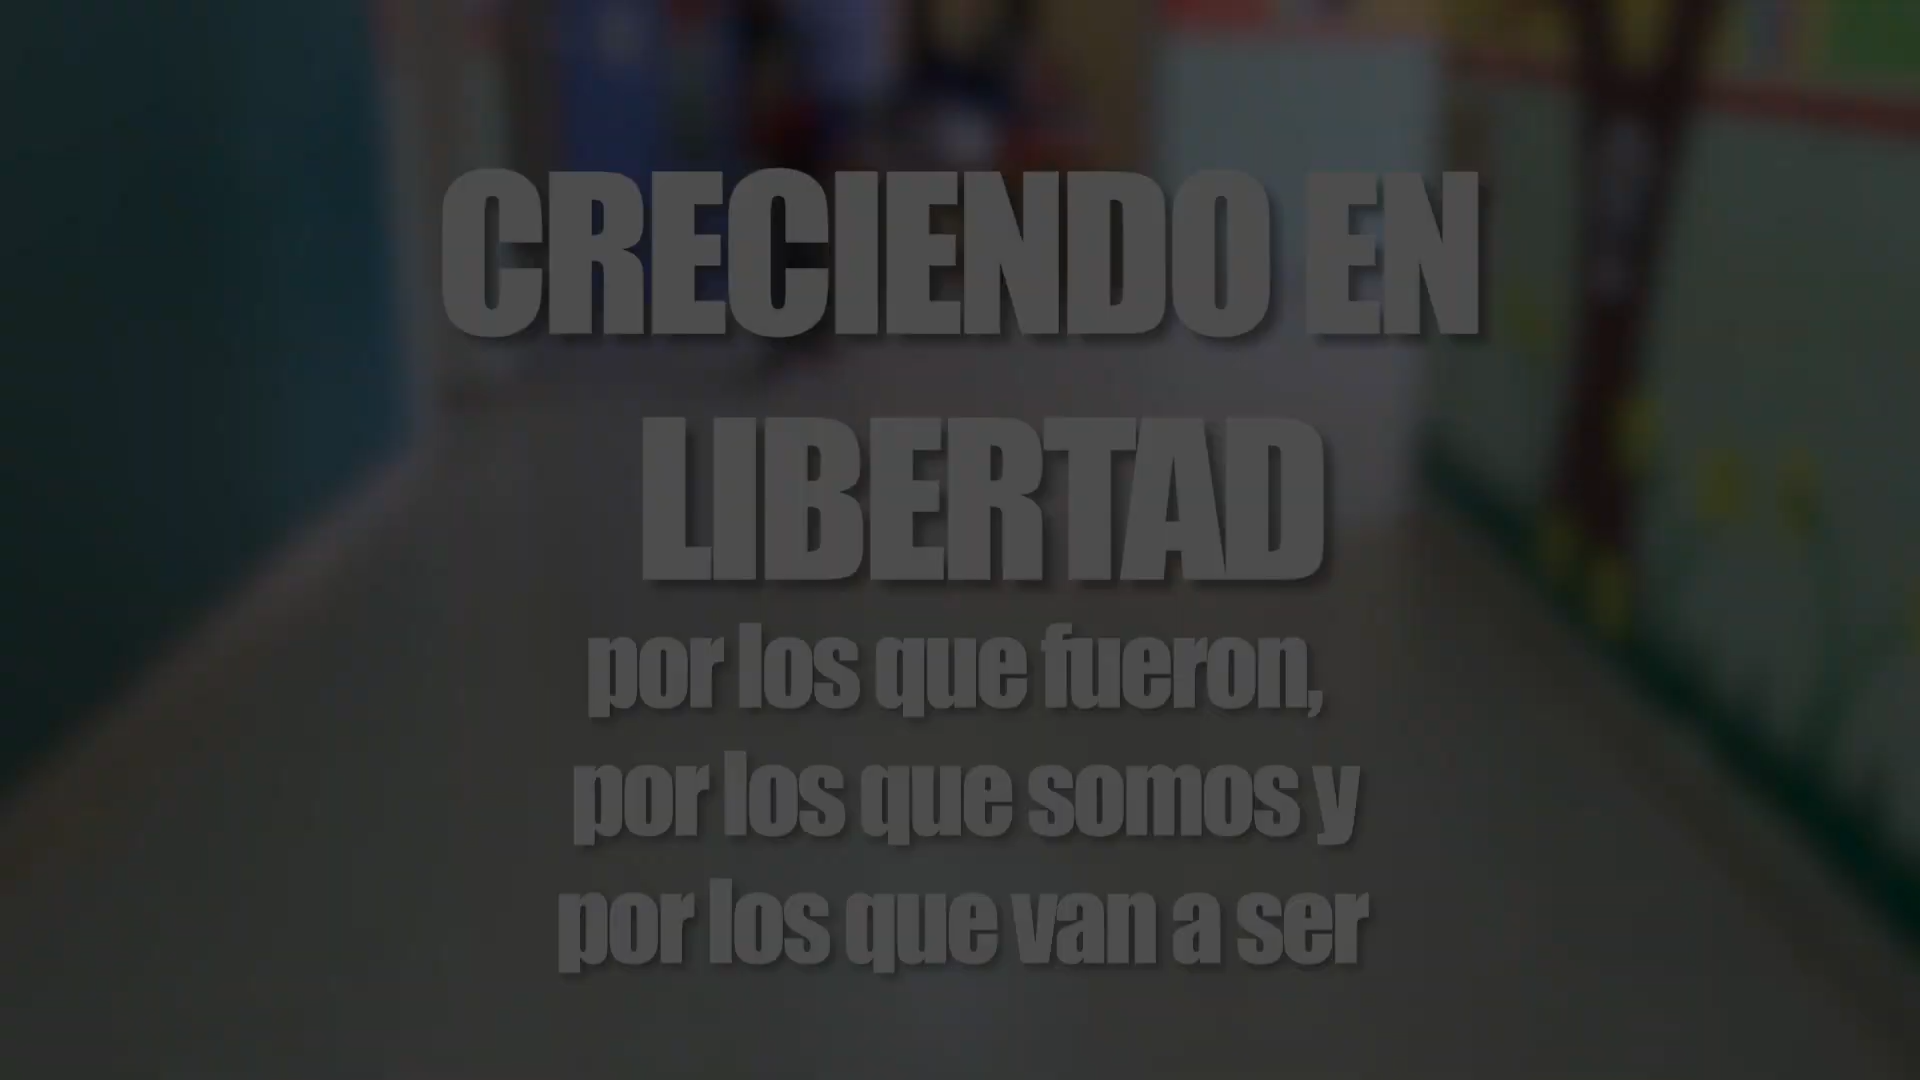 CRECIENDO EN
LIBERTAD
por los que fueron,
por los que somos y
por los que van a ser